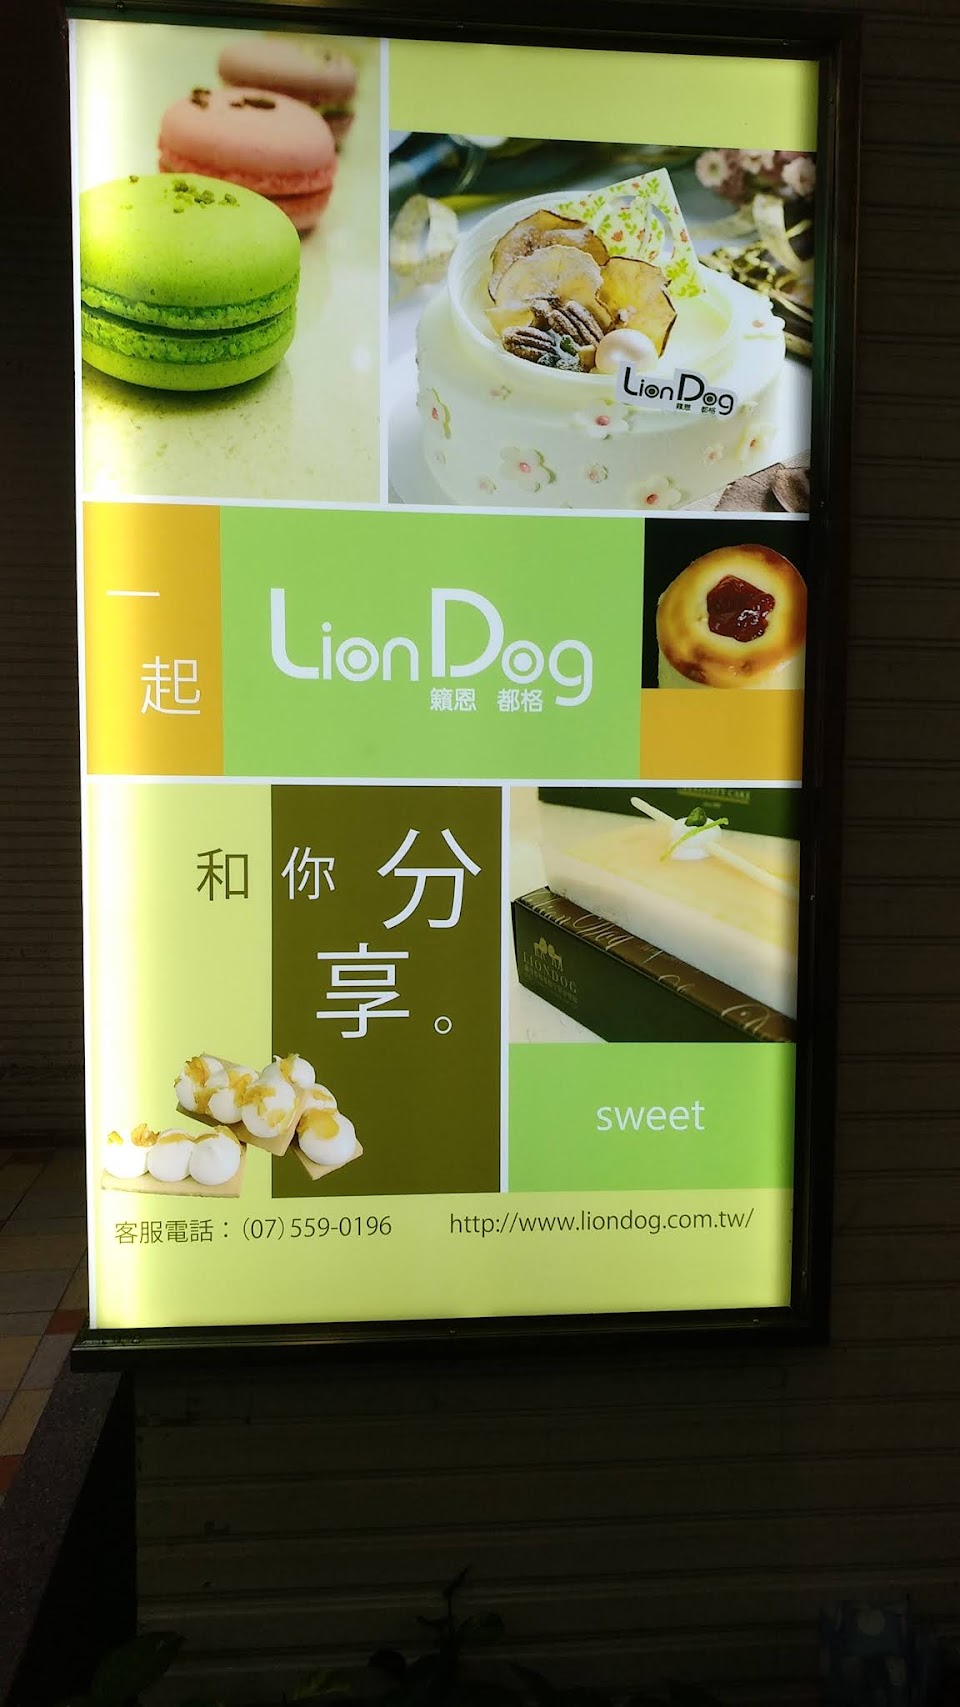 LionDog
籟恩 都格
一
起
LionDog
籟恩 都格
和 你 分
享。
LIONDOG
sweet
客服電話：(07)559-0196
http://www.liondog.com.tw/